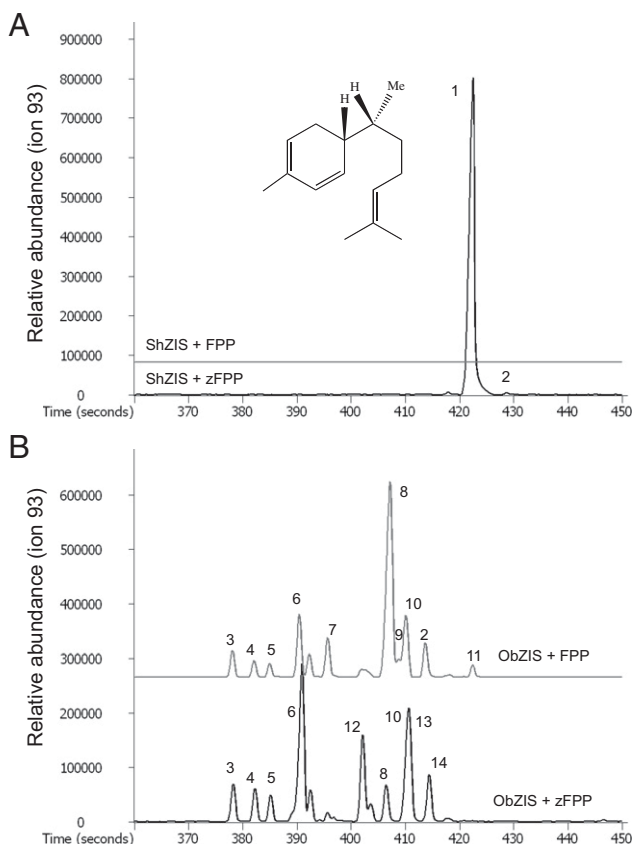 A
Relative abundance (ion 93)
900000
800000
700000
600000
500000
400000
300000
200000
100000
0
H
H
Me
1
ShZIS + FPP
ShZIS + zFPP
2
Time (seconds)
370 380 390 400 410 420 430 440 450
B
Relative abundance (ion 93)
600000
500000
400000
300000
200000
100000
0
3 4 5 6 7 8 9 10 2 11
ObZIS + FPP
3 4 5 6 12 8 10 13 14
ObZIS + zFPP
Time (seconds)
370 380 390 400 410 420 430 440 450